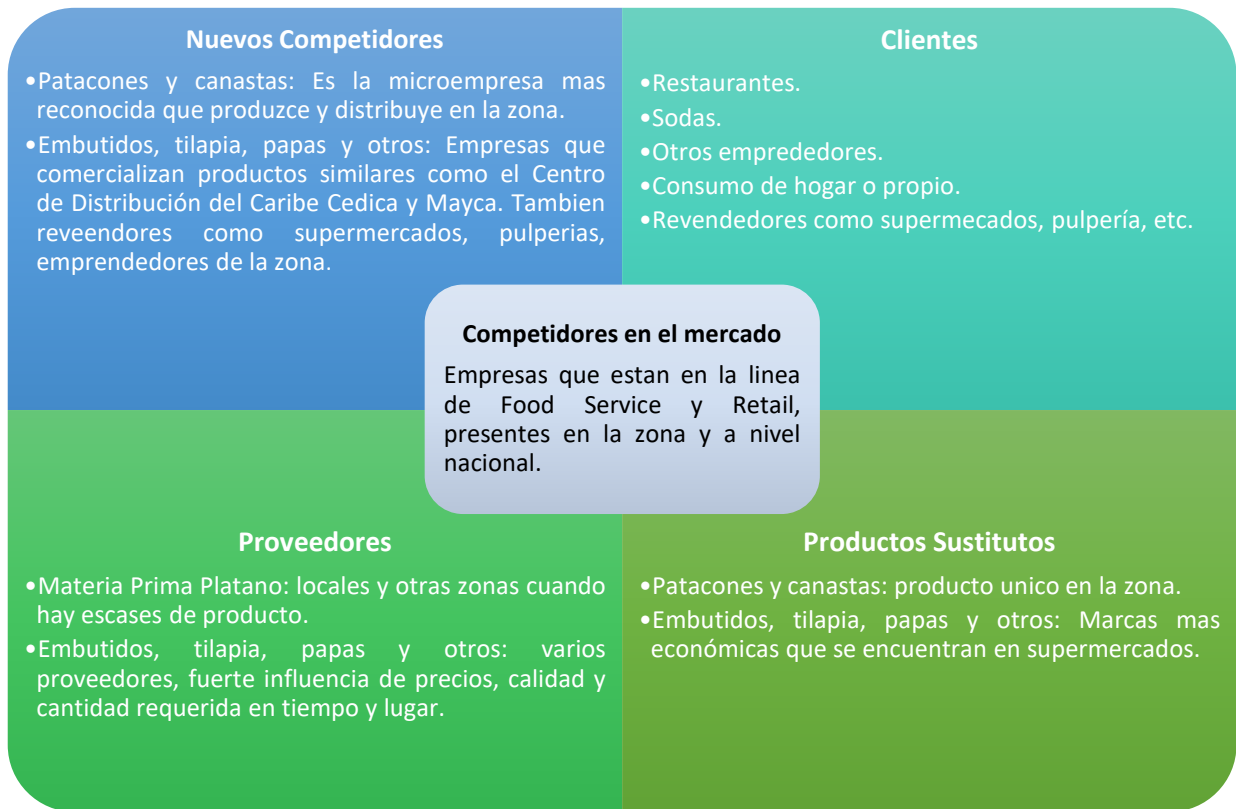 Nuevos Competidores
•Patacones y canastas: Es la microempresa mas
reconocida que produzce y distribuye en la zona.
•Embutidos, tilapia, papas y otros: Empresas que
comercializan productos similares como el Centro
de Distribución del Caribe Cedica y Mayca. Tambien
reveendores como supermercados, pulperias,
emprendedores de la zona.
Clientes
•Restaurantes.
•Sodas.
•Otros emprededores.
•Consumo de hogar o propio.
•Revendedores como supermecados, pulpería, etc.
Competidores en el mercado
Empresas que estan en la linea
de Food Service y Retail,
presentes en la zona y a nivel
nacional.
Proveedores
•Materia Prima Platano: locales y otras zonas cuando
hay escases de producto.
•Embutidos, tilapia, papas y otros: varios
proveedores, fuerte influencia de precios, calidad y
cantidad requerida en tiempo y lugar.
Productos Sustitutos
•Patacones y canastas: producto unico en la zona.
•Embutidos, tilapia, papas y otros: Marcas mas
económicas que se encuentran en supermercados.